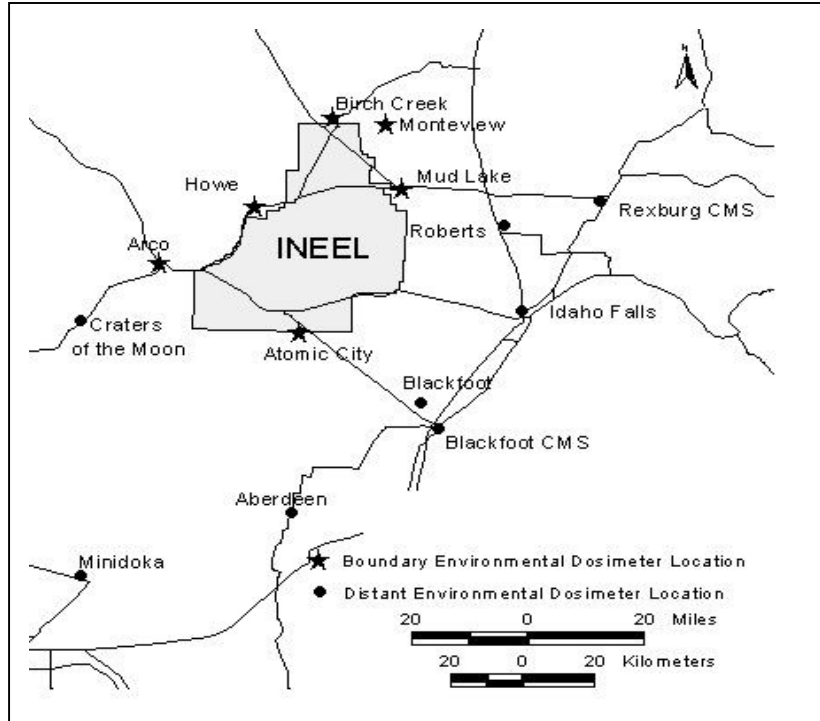 N
Birch Creek
Monteview
Mud Lake
Howe
Rexburg CMS
Roberts
Arco
INEEL
Idaho Falls
Craters
of the Moon
Atomic City
Blackfoot
Blackfoot CMS
Aberdeen
Minidoka
Boundary Environmental Dosimeter Location
Distant Environmental Dosimeter Location
20 0 20 Miles
20 0 20 Kilometers